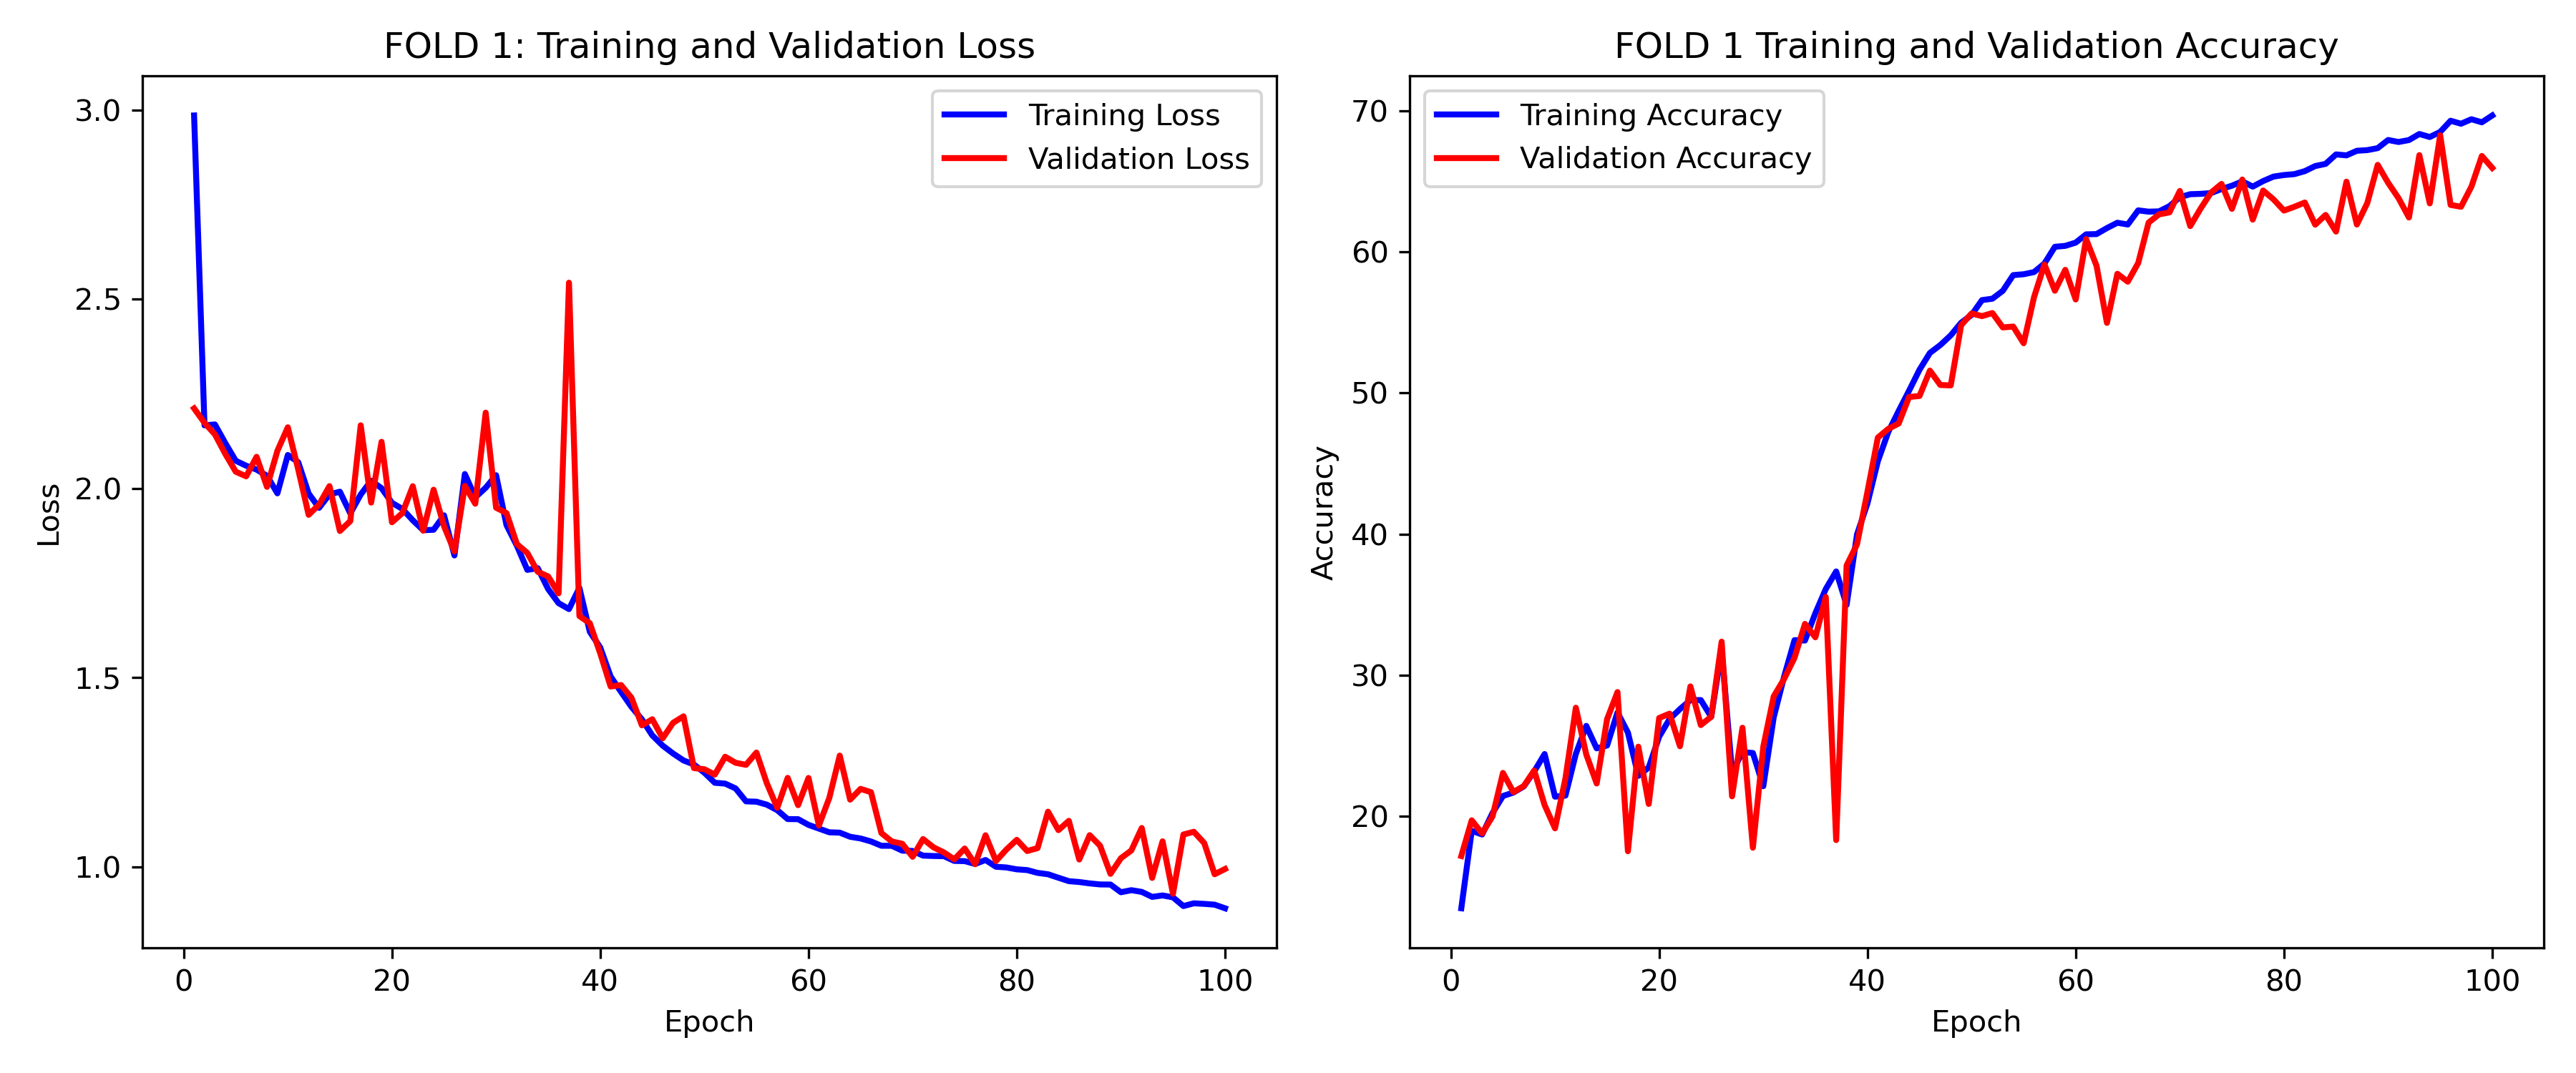 FOLD 1: Training and Validation Loss
Training Loss
Validation Loss
3.0
2.5
2.0
1.5
1.0
Loss
0 20 40 60 80 100
Epoch
FOLD 1 Training and Validation Accuracy
Training Accuracy
Validation Accuracy
70
60
50
40
30
20
Accuracy
0 20 40 60 80 100
Epoch